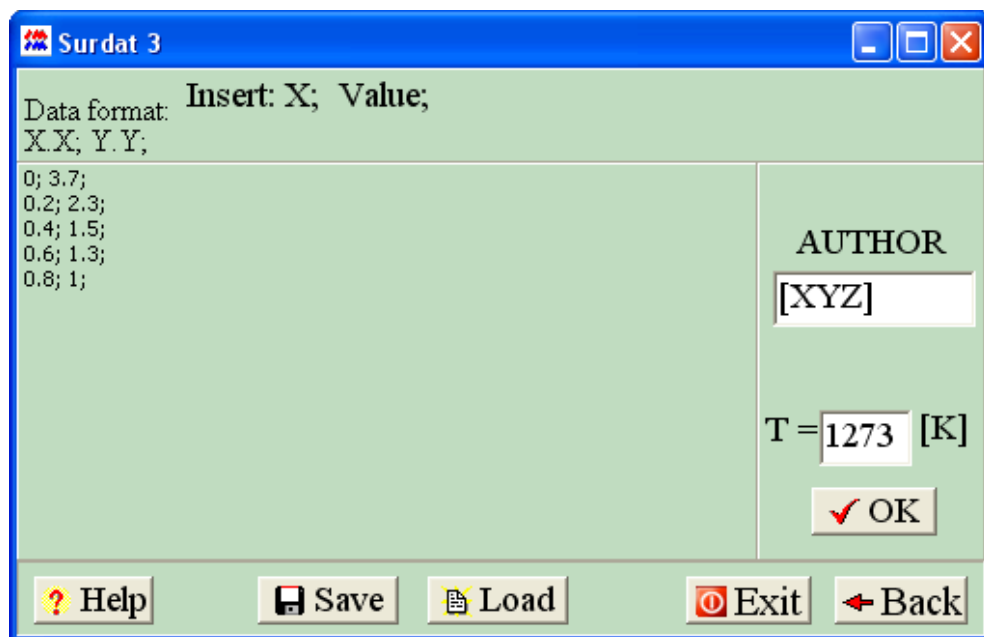 Surdat 3
Data format: Insert: X; Value;
X.X; Y.Y;
0; 3.7;
0.2; 2.3;
0.4; 1.5;
0.6; 1.3;
0.8; 1;
AUTHOR
[XYZ]
T = 1273 [K]
OK
? Help Save Load Exit Back